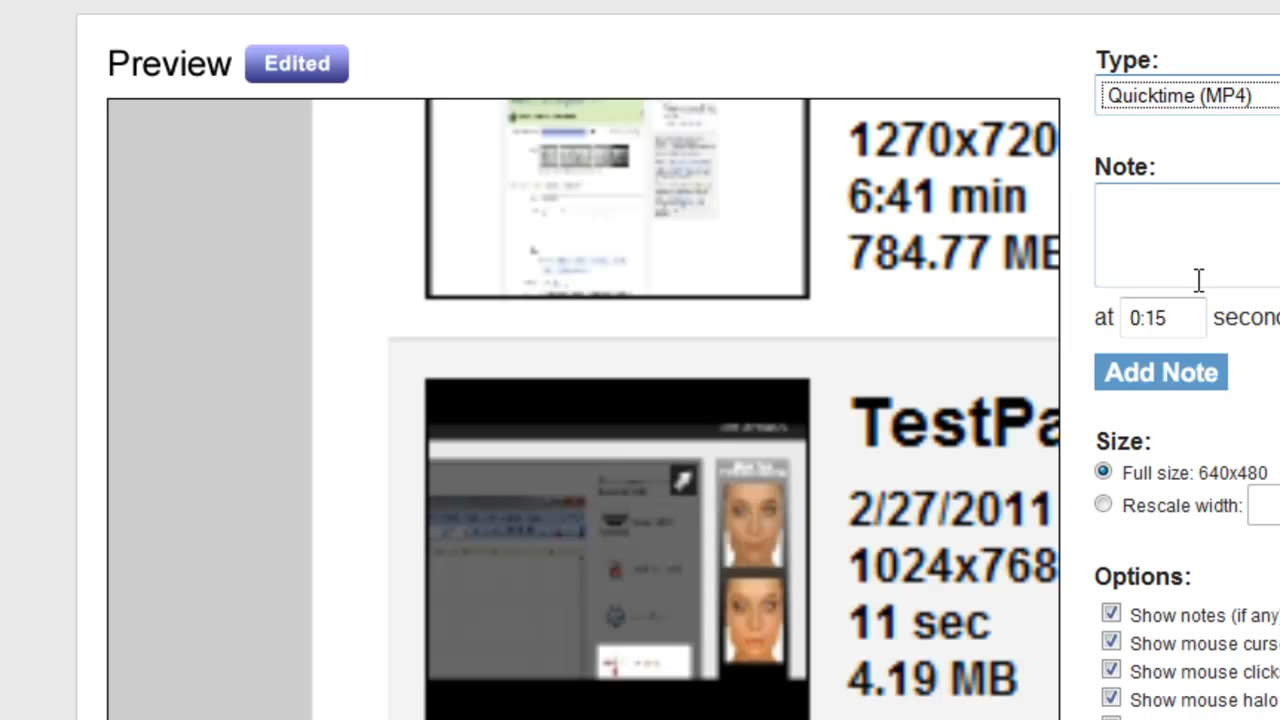 Preview
Edited
1270x720
6:41 min
784.77 MB
TestPa
2/27/2011
1024x768
11 sec
4.19 MB
Type:
Quicktime (MP4)
Note:
at 0:15 secon
Add Note
Size:
Full size: 640x480
Rescale width:
Options:
Show notes (if any
Show mouse curs
Show mouse click
Show mouse halo